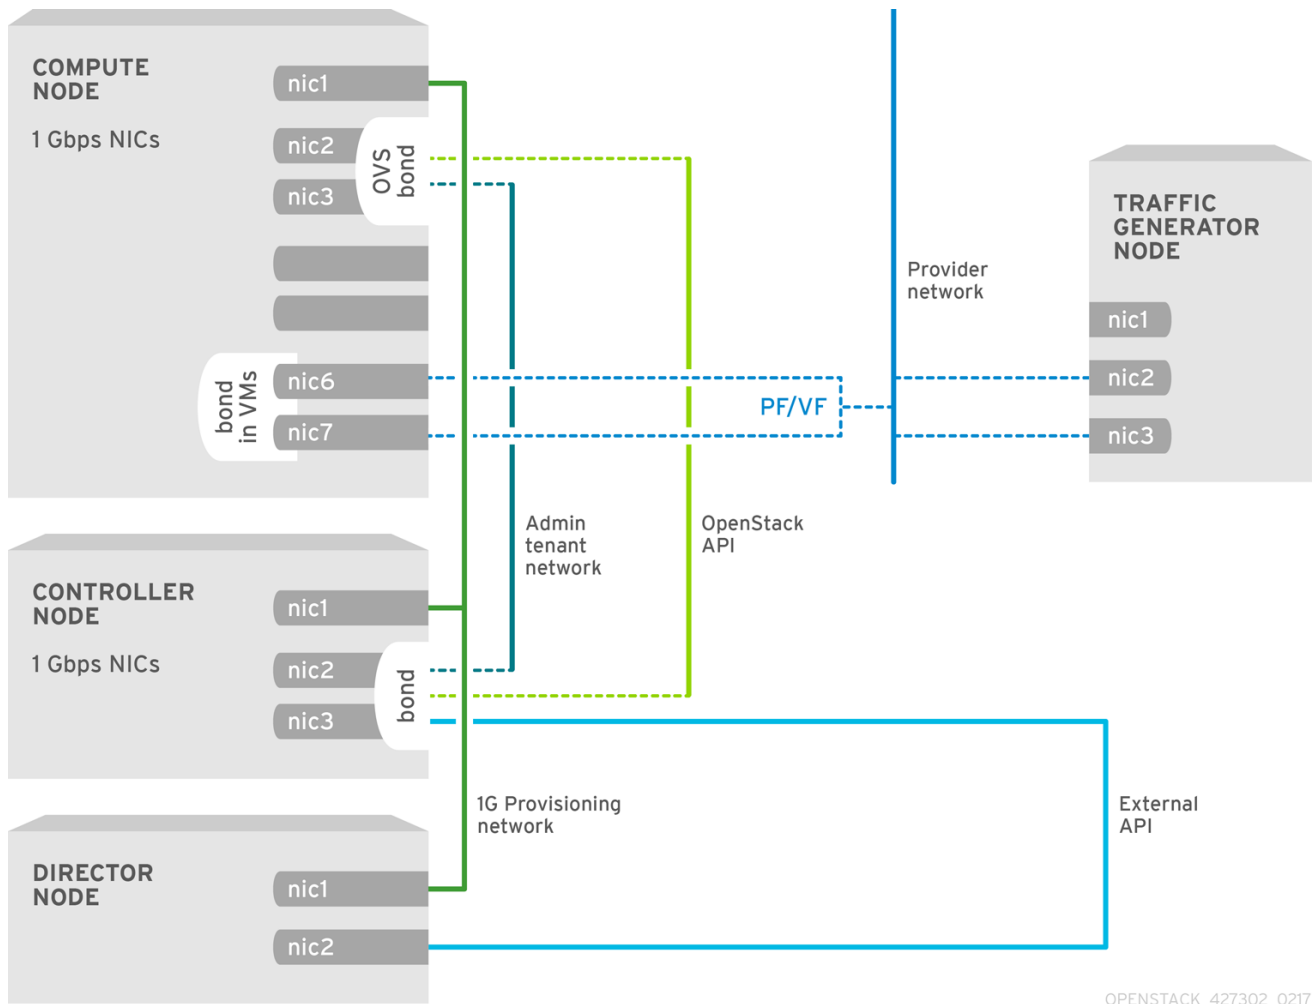 COMPUTE
NODE
1 Gbps NICs
nic1
nic2
nic3
OVS
bond
nic6
nic7
bond
in VMs
PF/VF
Provider
network
TRAFFIC
GENERATOR
NODE
nic1
nic2
nic3
Admin
tenant
network
OpenStack
API
CONTROLLER
NODE
1 Gbps NICs
nic1
nic2
nic3
bond
1G Provisioning
network
External
API
DIRECTOR
NODE
nic1
nic2
OPENSTACK_427302_0217